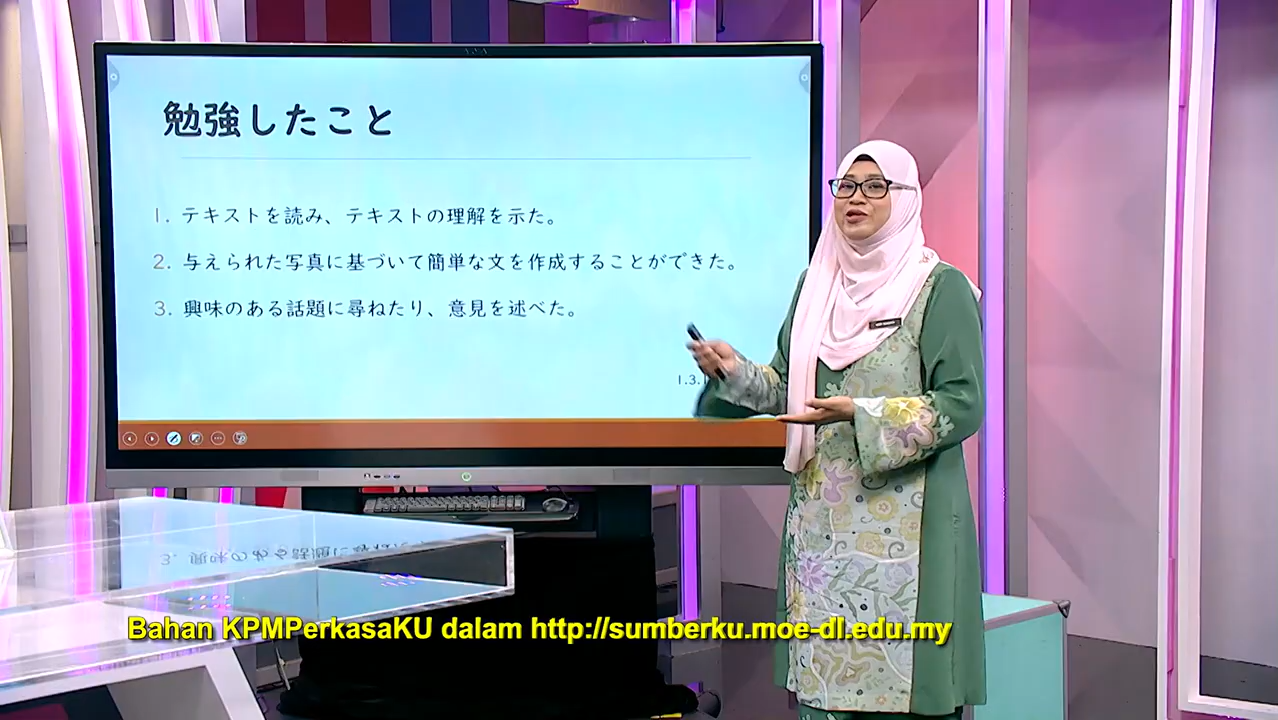 勉強したこと
1. テキストを読み、テキストの理解を示た。
2. 与えられた写真に基づいて簡単な文を作成することができた。
3. 興味のある話題に尋ねたり、意見を述べた。
1.3.1
Bahan KPMPerkasaKU dalam http://sumberku.moe-dl.edu.my